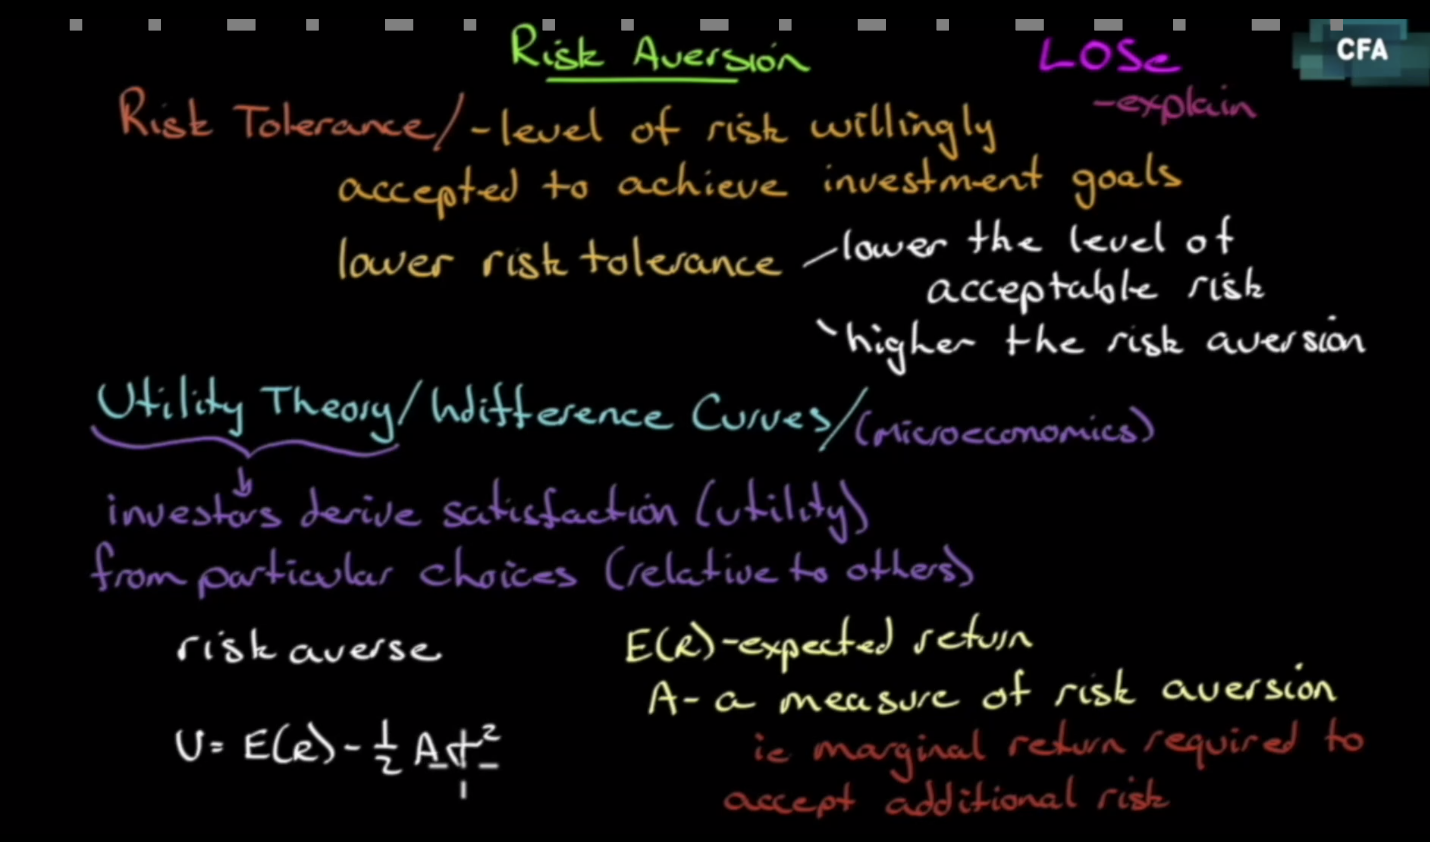 Risk Aversion
LOSe
CFA
-explain
Risk Tolerance/ -level of risk willingly
accepted to achieve investment goals
lower risk tolerance -lower the level of
acceptable risk
higher the risk aversion
Utility Theory/Indifference Curves/(microeconomics)
investors derive satisfaction (utility)
from particular choices (relative to others)
risk averse
E(R)-expected return
A- a measure of risk aversion
U= E(R) - 1/2 Aσ²
ie marginal return required to
accept additional risk